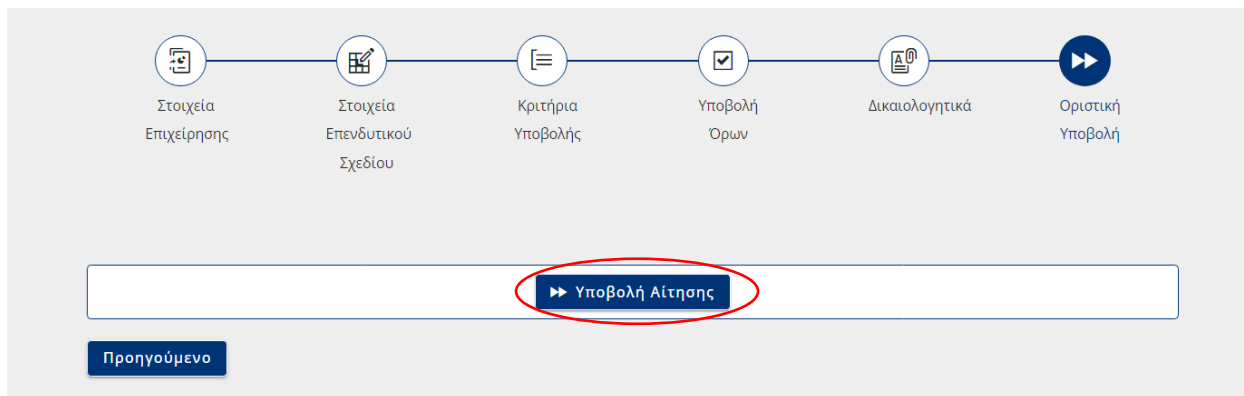 Στοιχεία
Επιχείρησης
Στοιχεία
Επενδυτικού
Σχεδίου
Κριτήρια
Υποβολής
Υποβολή
Όρων
Δικαιολογητικά
Οριστική
Υποβολή
Υποβολή Αίτησης
Προηγούμενο